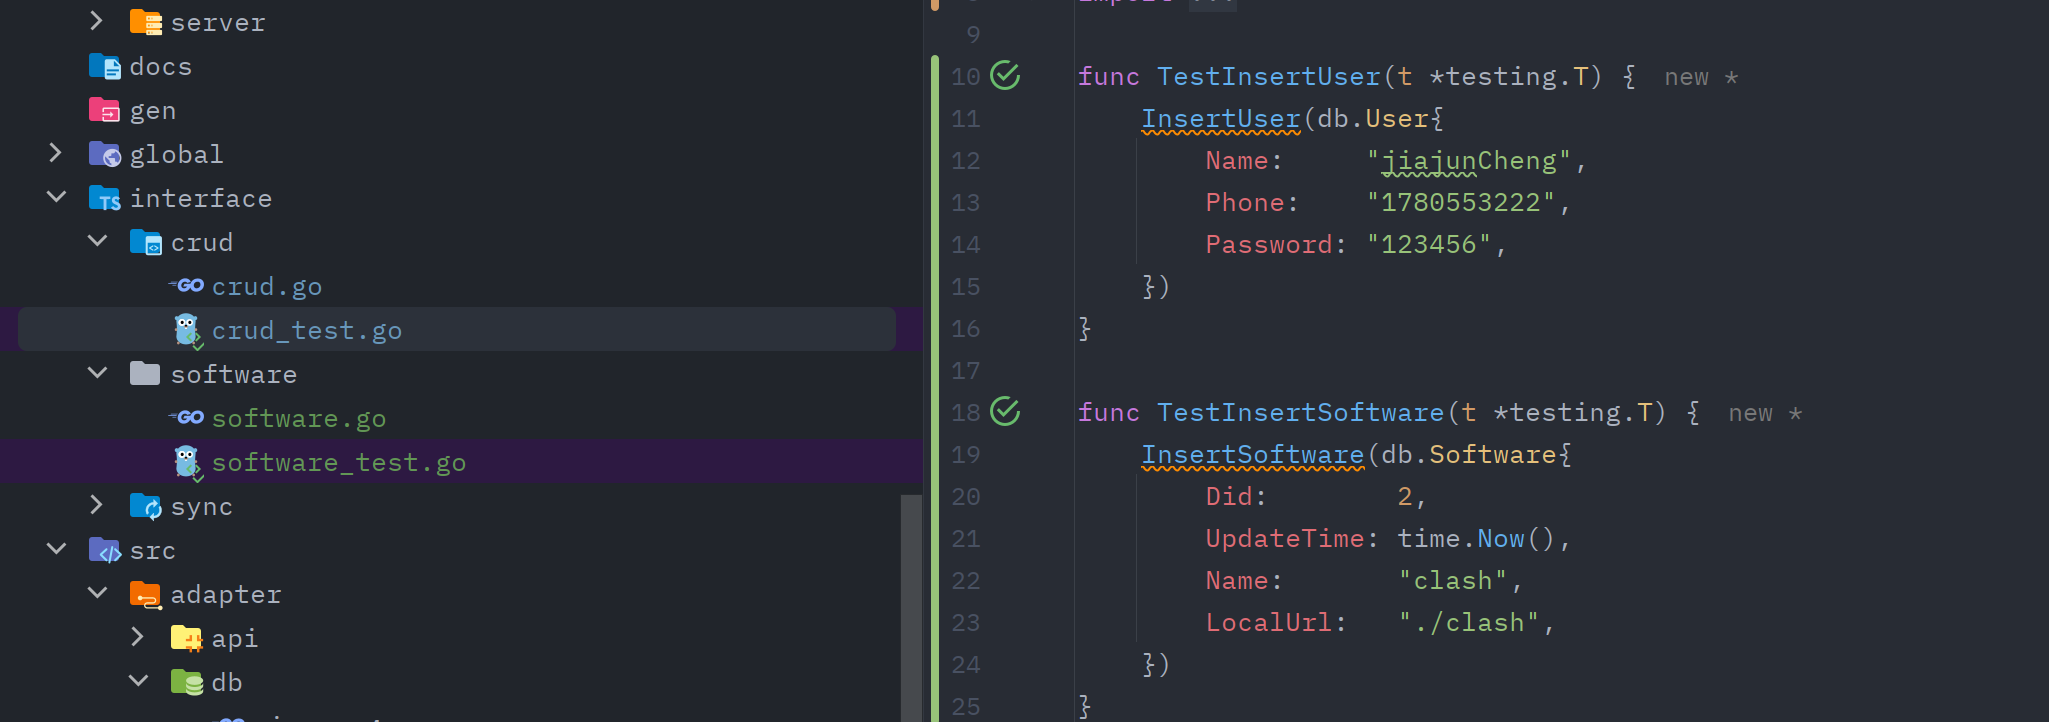 server
docs
gen
global
interface
crud
crud.go
crud_test.go
software
software.go
software_test.go
sync
src
adapter
api
db
import ...
9
10 func TestInsertUser(t *testing.T) { new *
11 InsertUser(db.User{
12 Name: "jiajunCheng",
13 Phone: "1780553222",
14 Password: "123456",
15 })
16 }
17
18 func TestInsertSoftware(t *testing.T) { new *
19 InsertSoftware(db.Software{
20 Did: 2,
21 UpdateTime: time.Now(),
22 Name: "clash",
23 LocalUrl: "./clash",
24 })
25 }